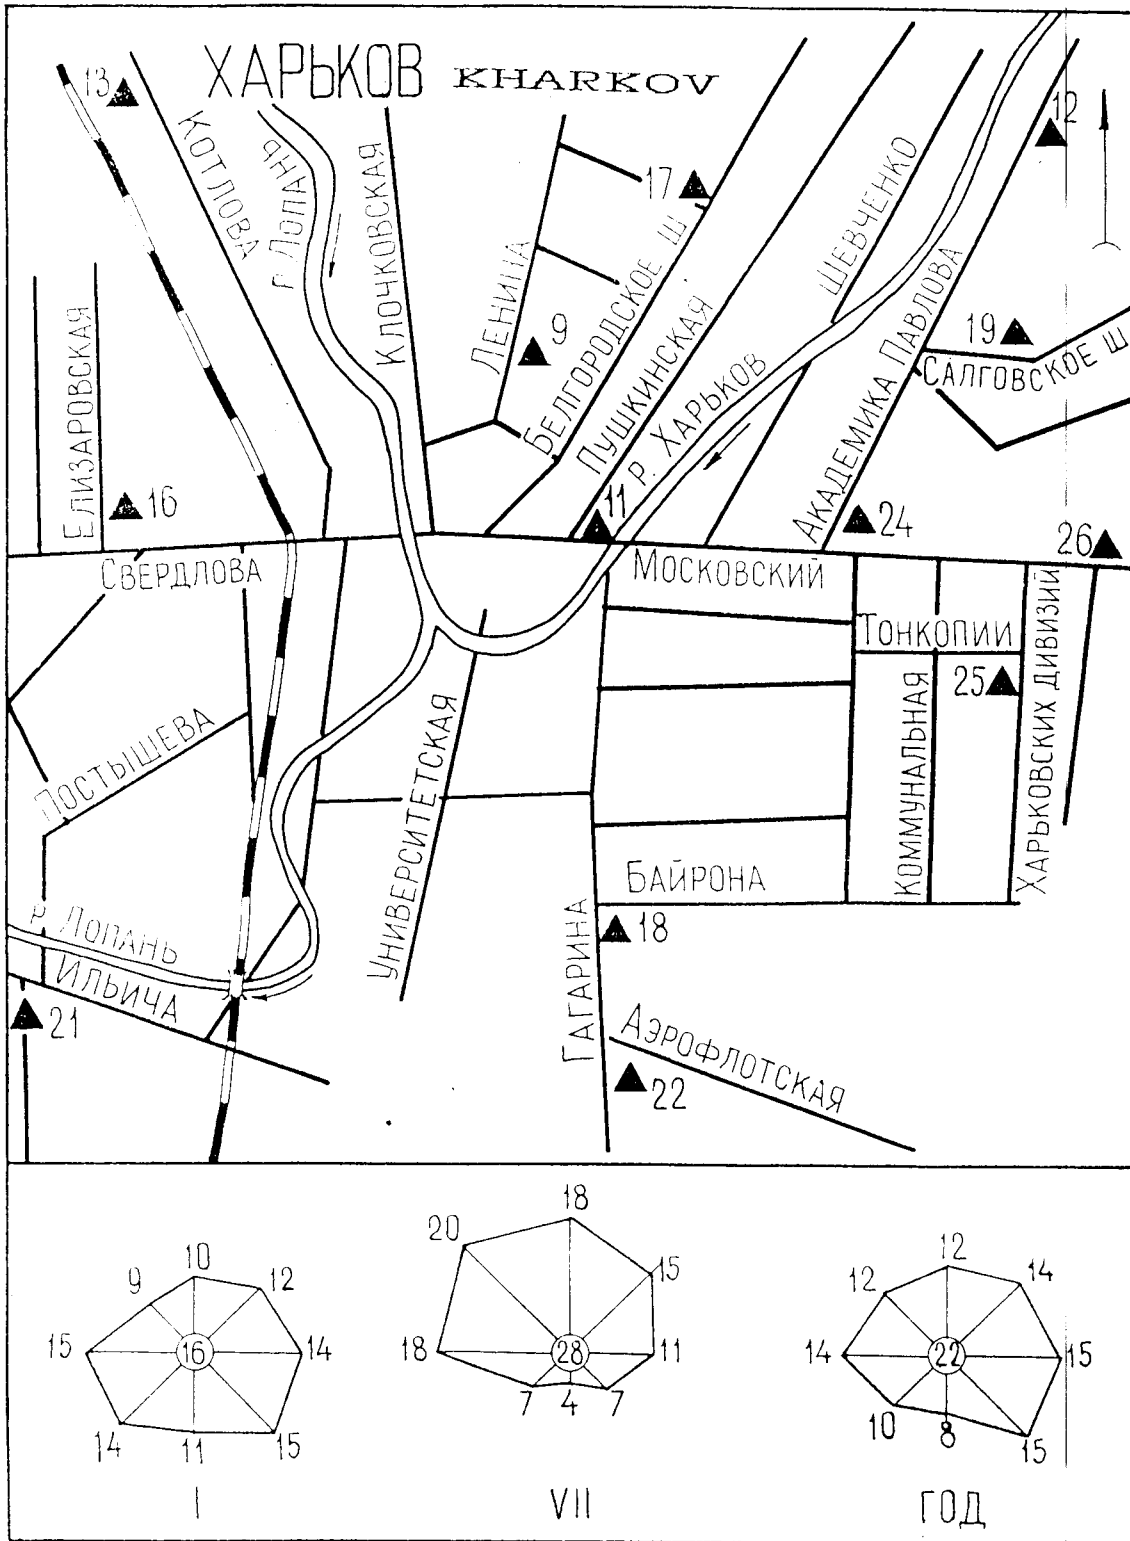 ХАРЬКОВ KHARKOV
13
12
КОТЛОВА
Р. ЛОПАНЬ
КЛОЧКОВСКАЯ
17
ЛЕНИНА
9
БЕЛГОРОДСКОЕ Ш
ПУШКИНСКАЯ
Р. ХАРЬКОВ
ШЕВЧЕНКО
АКАДЕМИКА ПАВЛОВА
19
САЛГОВСКОЕ Ш
ЕЛИЗАРОВСКАЯ
16
11
24
26
СВЕРДЛОВА
МОСКОВСКИЙ
ТОНКОПИИ
25
КОММУНАЛЬНАЯ
ХАРЬКОВСКИХ ДИВИЗИЙ
ПОСТЫШЕВА
УНИВЕРСИТЕТСКАЯ
БАЙРОНА
18
ГАГАРИНА
Р. ЛОПАНЬ
ИЛЬИЧА
21
АЭРОФЛОТСКАЯ
22
10
9 12
15 16 14
14 11 15
I
18
20 15
18 28 11
7 4 7
VII
12
12 14
14 22 15
10 8 15
ГОД